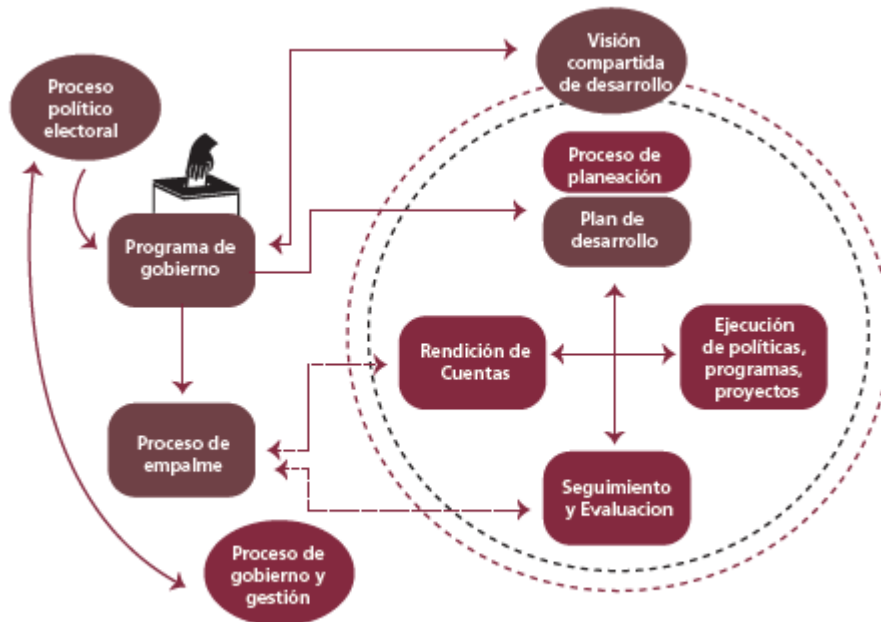 Visión
compartida
de desarrollo
Proceso
político
electoral
Proceso de
planeación
Programa de
gobierno
Plan de
desarrollo
Rendición de
Cuentas
Ejecución
de políticas,
programas,
proyectos
Proceso de
empalme
Seguimiento
y Evaluacion
Proceso de
gobierno y
gestión